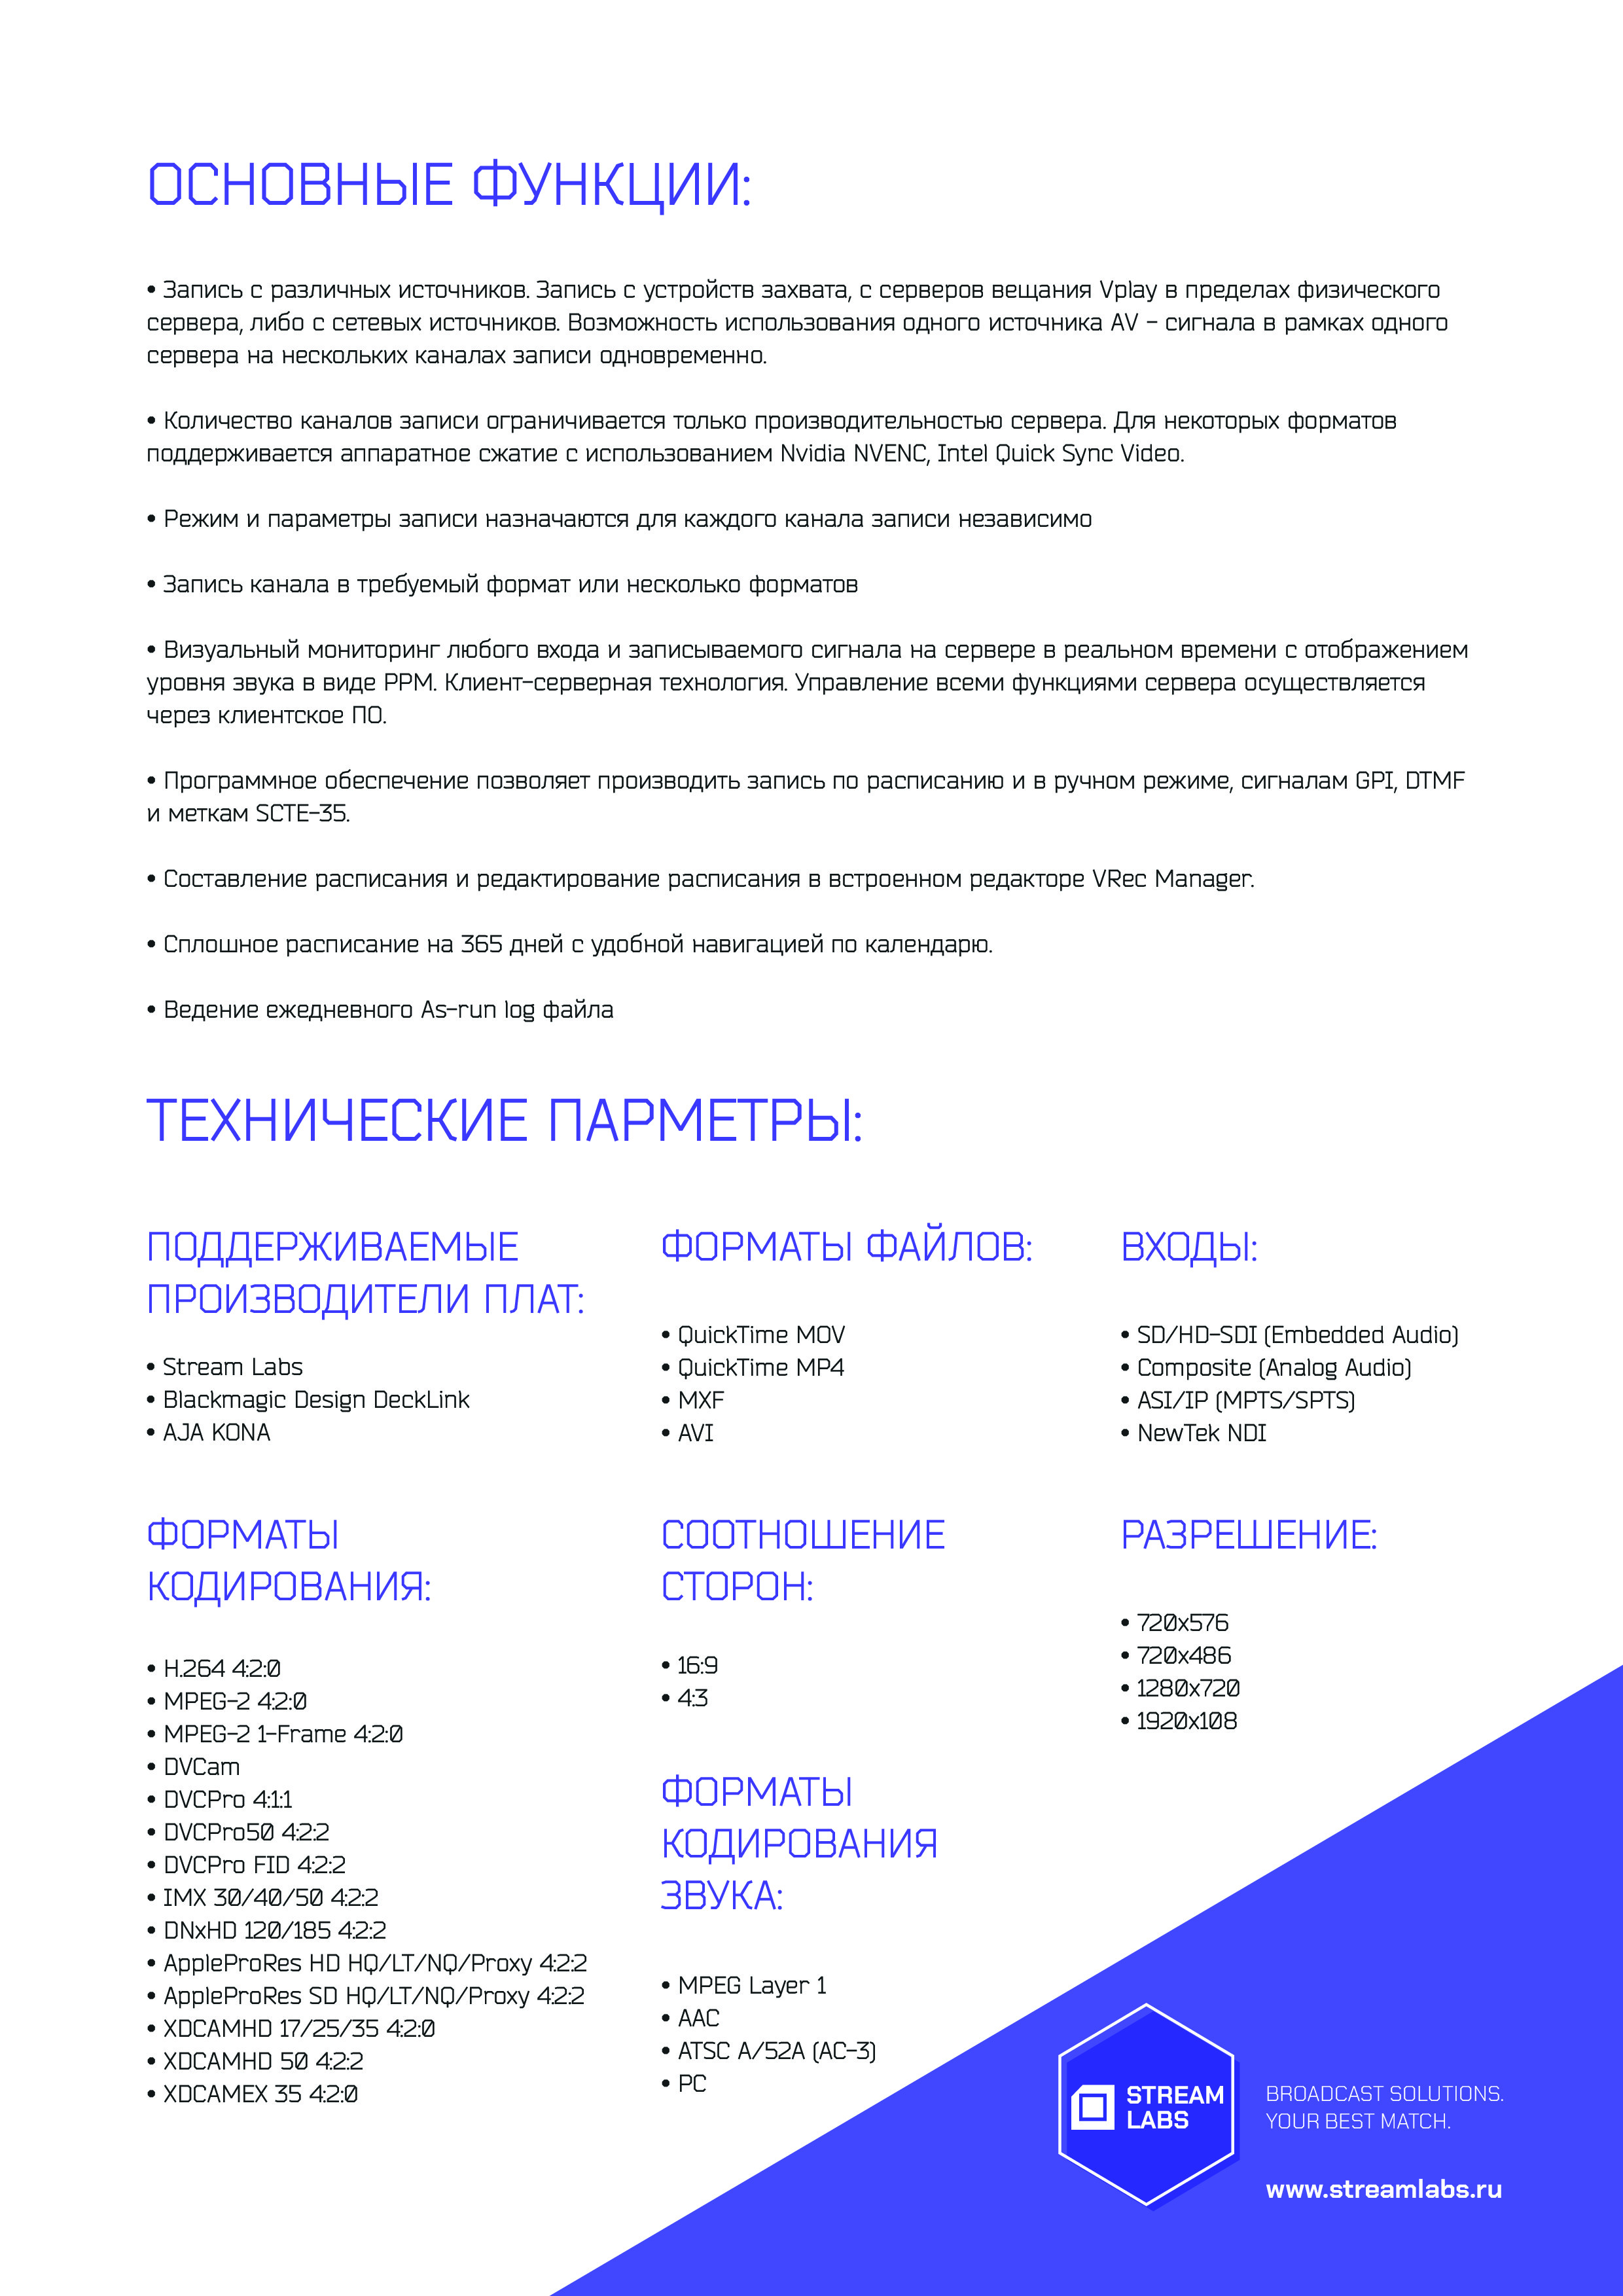 ОСНОВНЫЕ ФУНКЦИИ:
• Запись с различных источников. Запись с устройств захвата, с серверов вещания Vplay в пределах физического
сервера, либо с сетевых источников. Возможность использования одного источника AV - сигнала в рамках одного
сервера на нескольких каналах записи одновременно.
• Количество каналов записи ограничивается только производительностью сервера. Для некоторых форматов
поддерживается аппаратное сжатие с использованием Nvidia NVENC, Intel Quick Sync Video.
• Режим и параметры записи назначаются для каждого канала записи независимо
• Запись канала в требуемый формат или несколько форматов
• Визуальный мониторинг любого входа и записываемого сигнала на сервере в реальном времени с отображением
уровня звука в виде PPM. Клиент-серверная технология. Управление всеми функциями сервера осуществляется
через клиентское ПО.
• Программное обеспечение позволяет производить запись по расписанию и в ручном режиме, сигналам GPI, DTMF
и меткам SCTE-35.
• Составление расписания и редактирование расписания в встроенном редакторе VRec Manager.
• Сплошное расписание на 365 дней с удобной навигацией по календарю.
• Ведение ежедневного As-run log файла
ТЕХНИЧЕСКИЕ ПАРМЕТРЫ:
ПОДДЕРЖИВАЕМЫЕ
ПРОИЗВОДИТЕЛИ ПЛАТ:
• Stream Labs
• Blackmagic Design DeckLink
• AJA KONA
ФОРМАТЫ ФАЙЛОВ:
• QuickTime MOV
• QuickTime MP4
• MXF
• AVI
ВХОДЫ:
• SD/HD-SDI (Embedded Audio)
• Composite (Analog Audio)
• ASI/IP (MPTS/SPTS)
• NewTek NDI
ФОРМАТЫ
КОДИРОВАНИЯ:
• H.264 4:2:0
• MPEG-2 4:2:0
• MPEG-2 1-Frame 4:2:0
• DVCam
• DVCPro 4:1:1
• DVCPro50 4:2:2
• DVCPro FID 4:2:2
• IMX 30/40/50 4:2:2
• DNxHD 120/185 4:2:2
• AppleProRes HD HQ/LT/NQ/Proxy 4:2:2
• AppleProRes SD HQ/LT/NQ/Proxy 4:2:2
• XDCAMHD 17/25/35 4:2:0
• XDCAMHD 50 4:2:2
• XDCAMEX 35 4:2:0
СООТНОШЕНИЕ
СТОРОН:
• 16:9
• 4:3
ФОРМАТЫ
КОДИРОВАНИЯ
ЗВУКА:
• MPEG Layer 1
• AAC
• ATSC A/52A (AC-3)
• PC
РАЗРЕШЕНИЕ:
• 720x576
• 720x486
• 1280x720
• 1920x108
STREAM
LABS
BROADCAST SOLUTIONS.
YOUR BEST MATCH.
www.streamlabs.ru